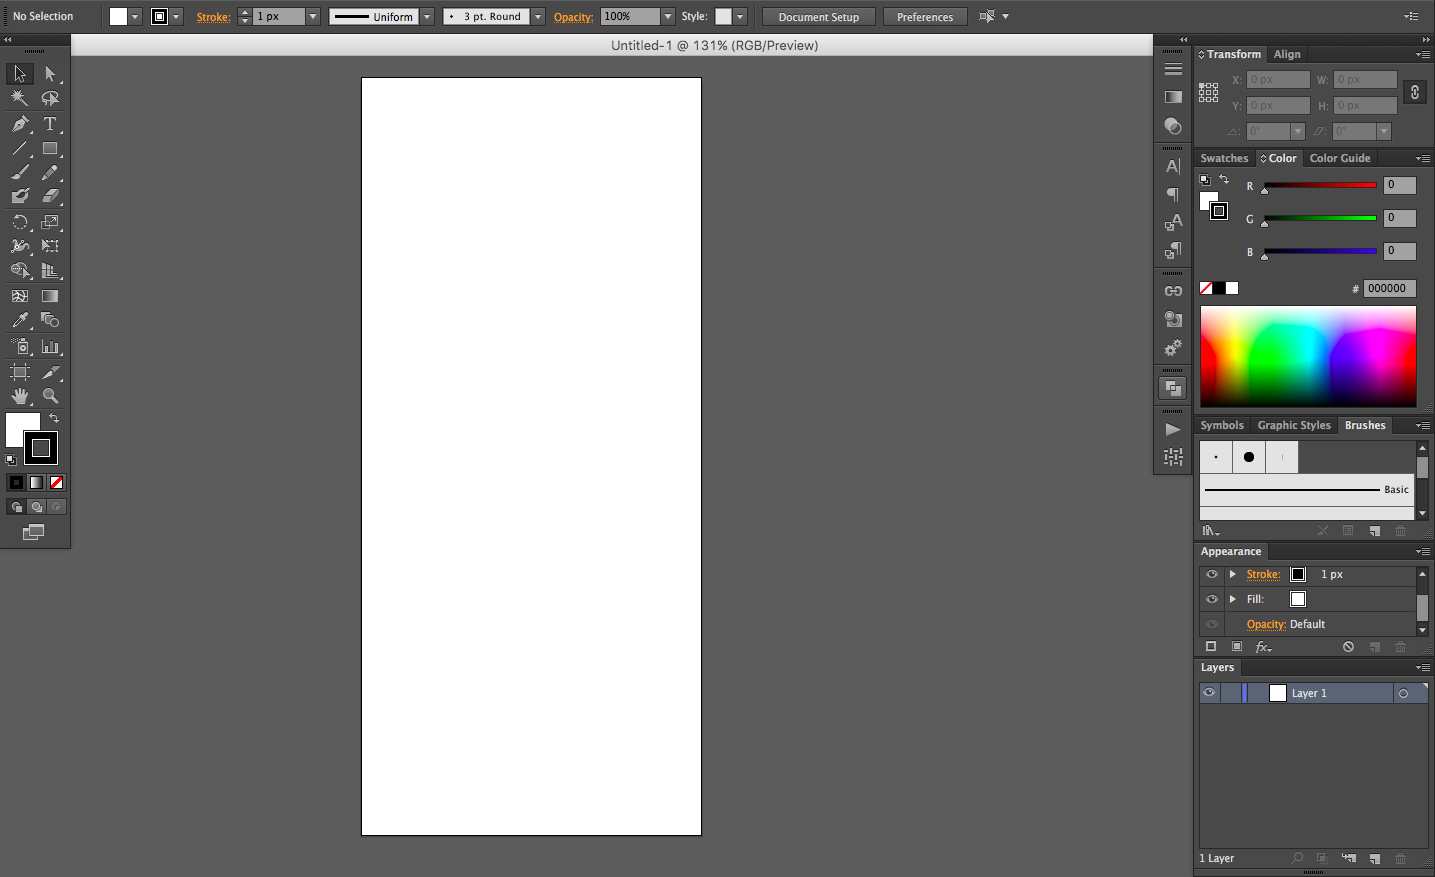 No Selection Stroke: 1 px Uniform 3 pt. Round Opacity: 100% Style: Document Setup Preferences
Untitled-1 @ 131% (RGB/Preview)
Transform Align
X: 0 px W: 0 px
Y: 0 px H: 0 px
0° 0°
Swatches Color Color Guide
R 0
G 0
B 0
# 000000
Symbols Graphic Styles Brushes
Basic
Appearance
Stroke: 1 px
Fill:
Opacity: Default
fx
Layers
Layer 1
1 Layer